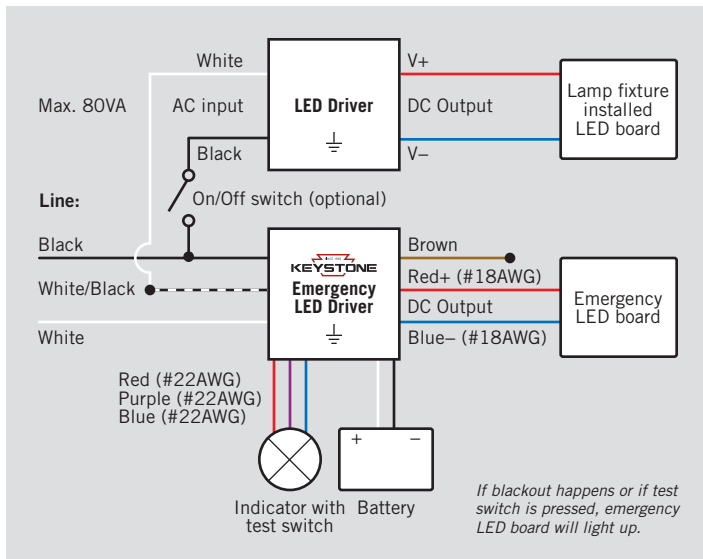 White
V+
Max. 80VA
AC input
LED Driver
DC Output
Lamp fixture
installed
LED board
Black
V–
Line:
On/Off switch (optional)
Black
KEYSTONE
Brown
White/Black
Emergency
LED Driver
Red+ (#18AWG)
DC Output
Emergency
LED board
White
Blue– (#18AWG)
Red (#22AWG)
Purple (#22AWG)
Blue (#22AWG)
+ –
Indicator with
test switch
Battery
If blackout happens or if test
switch is pressed, emergency
LED board will light up.